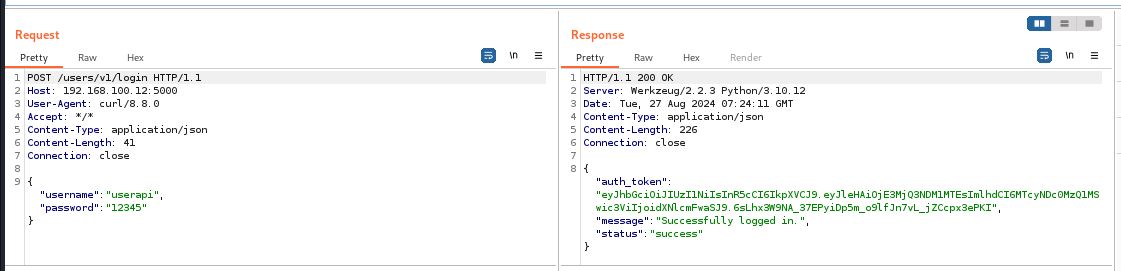 Request
Pretty Raw Hex
\n
1 POST /users/v1/login HTTP/1.1
2 Host: 192.168.100.12:5000
3 User-Agent: curl/8.8.0
4 Accept: */*
5 Content-Type: application/json
6 Content-Length: 41
7 Connection: close
8
9 {
"username":"userapi",
"password":"12345"
}
Response
Pretty Raw Hex Render
\n
1 HTTP/1.1 200 OK
2 Server: Werkzeug/2.2.3 Python/3.10.12
3 Date: Tue, 27 Aug 2024 07:24:11 GMT
4 Content-Type: application/json
5 Content-Length: 226
6 Connection: close
7
8 {
"auth_token":
"eyJhbGciOiJIUzI1NiIsInR5cCI6IkpXVCJ9.eyJleHAiOjE3MjQ3NDM1MTEsImlhdCI6MTcyNDc0MzQ1MS
wic3ViIjoidXNlcmFwaSJ9.6sLhx3W9NA_37EPyiDp5m_o9lfJn7vL_jZCcpx3ePKI",
"message":"Successfully logged in.",
"status":"success"
}